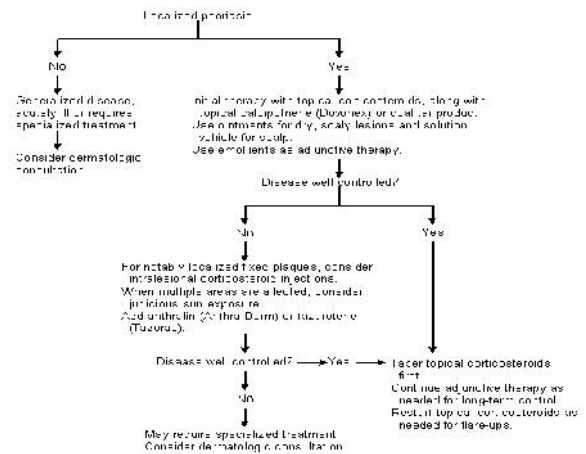 Localized psoriasis
No
Yes
Generalized disease,
acutely ill or requires
specialized treatment
Consider dermatologic
consultation
Initial therapy with topical corticosteroids, along with
topical calcipotriene (Dovonex) or coal tar product.
Use ointments for dry, scaly lesions and solution
vehicle for scalp.
Use emollients as adjunctive therapy.
Disease well controlled?
No
Yes
For notably localized fixed plaques, consider
intralesional corticosteroid injections.
When multiple areas are affected, consider
judicious sun exposure.
Add anthralin (Anthra-Derm) or tazarotene
(Tazorac).
Disease well controlled?
Yes
Taper topical corticosteroids
first
Continue adjunctive therapy as
needed for long-term control
Restart topical corticosteroids as
needed for flare-ups.
No
May require specialized treatment
Consider dermatologic consultation